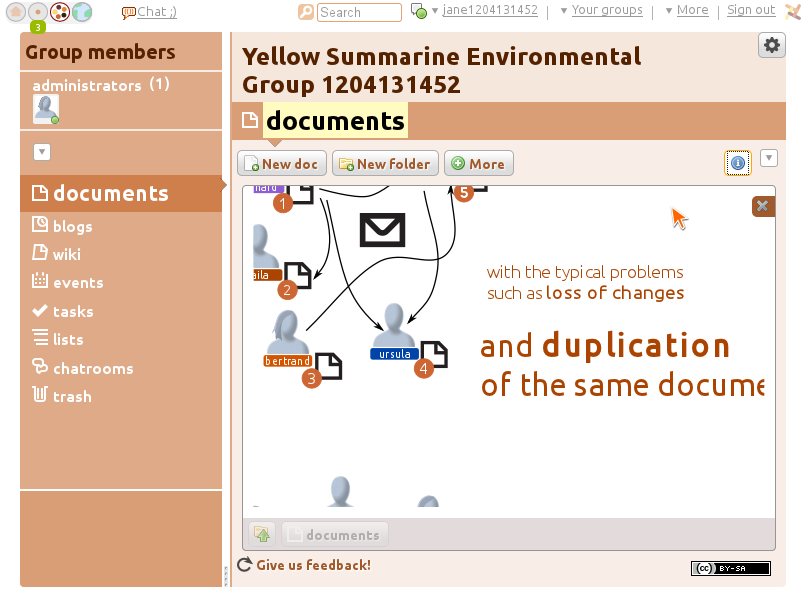 Chat ;)
Search
jane1204131452
Your groups
More
Sign out
3
Group members
administrators (1)
documents
blogs
wiki
events
tasks
lists
chatrooms
trash
Yellow Summarine Environmental
Group 1204131452
documents
New doc
New folder
More
1
5
2
with the typical problems
such as loss of changes
ursula
and duplication
bertrand
4
3
of the same docume
documents
Give us feedback!
(cc) BY-SA